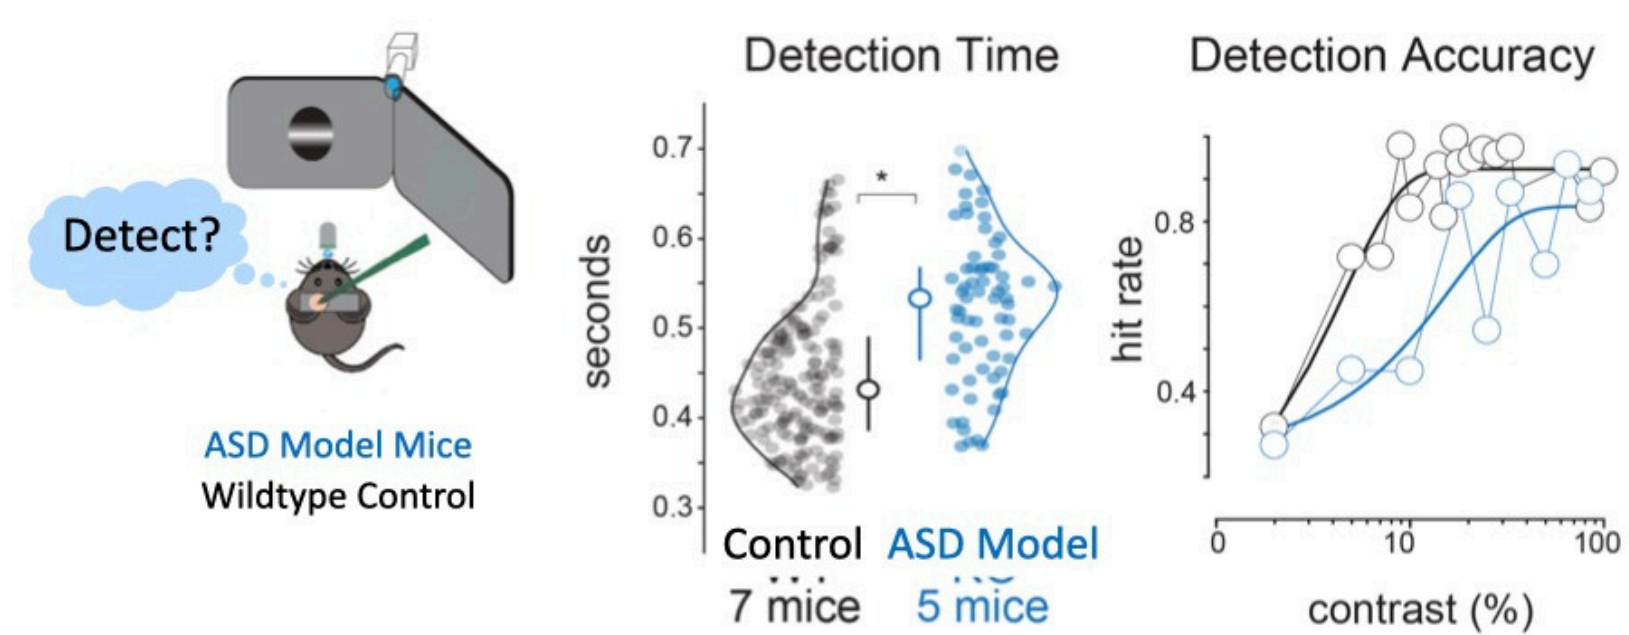 Detect?
ASD Model Mice
Wildtype Control
Detection Time
seconds
0.7
0.6
0.5
0.4
0.3
*
Control ASD Model
7 mice 5 mice
Detection Accuracy
hit rate
0.8
0.4
0 10 100
contrast (%)